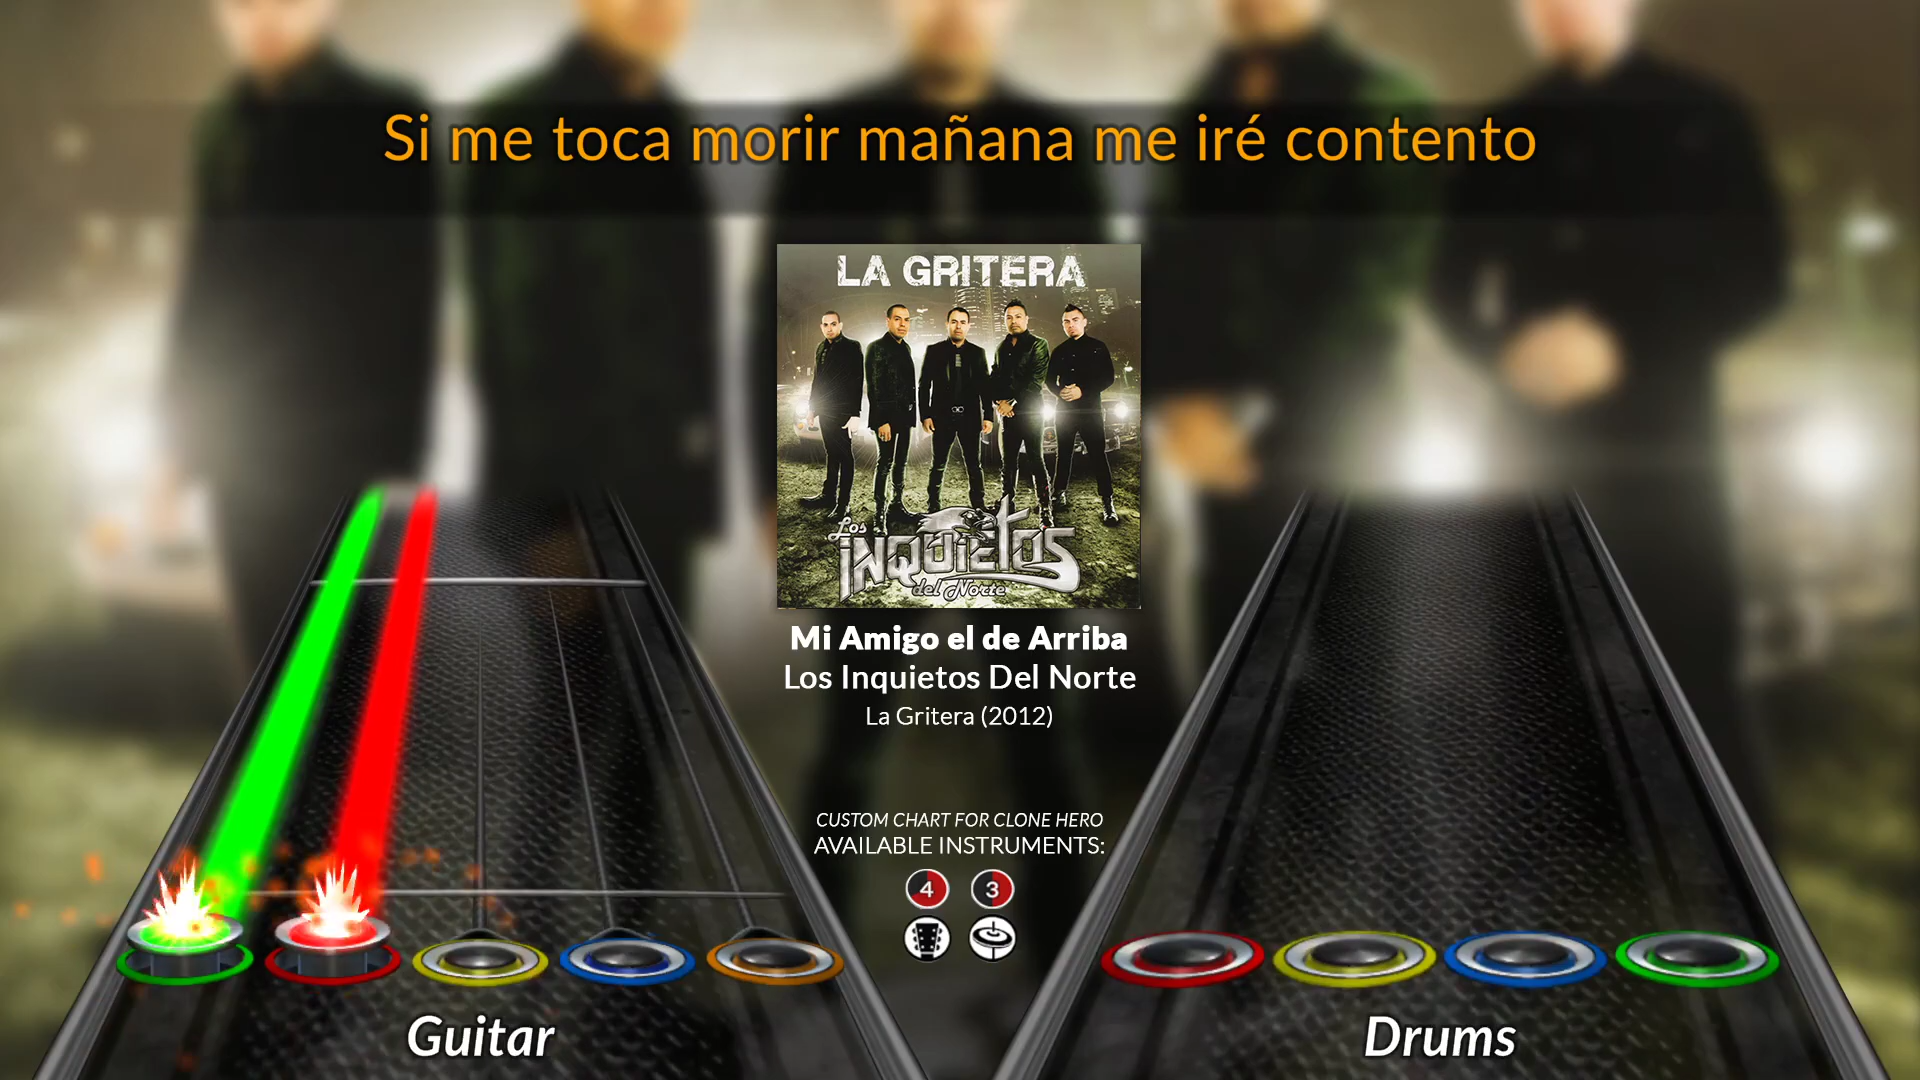 Si me toca morir mañana me iré contento
LA GRITERA
Los
INQUIETOS
del Norte
Mi Amigo el de Arriba
Los Inquietos Del Norte
La Gritera (2012)
CUSTOM CHART FOR CLONE HERO
AVAILABLE INSTRUMENTS:
4 3
Guitar
Drums